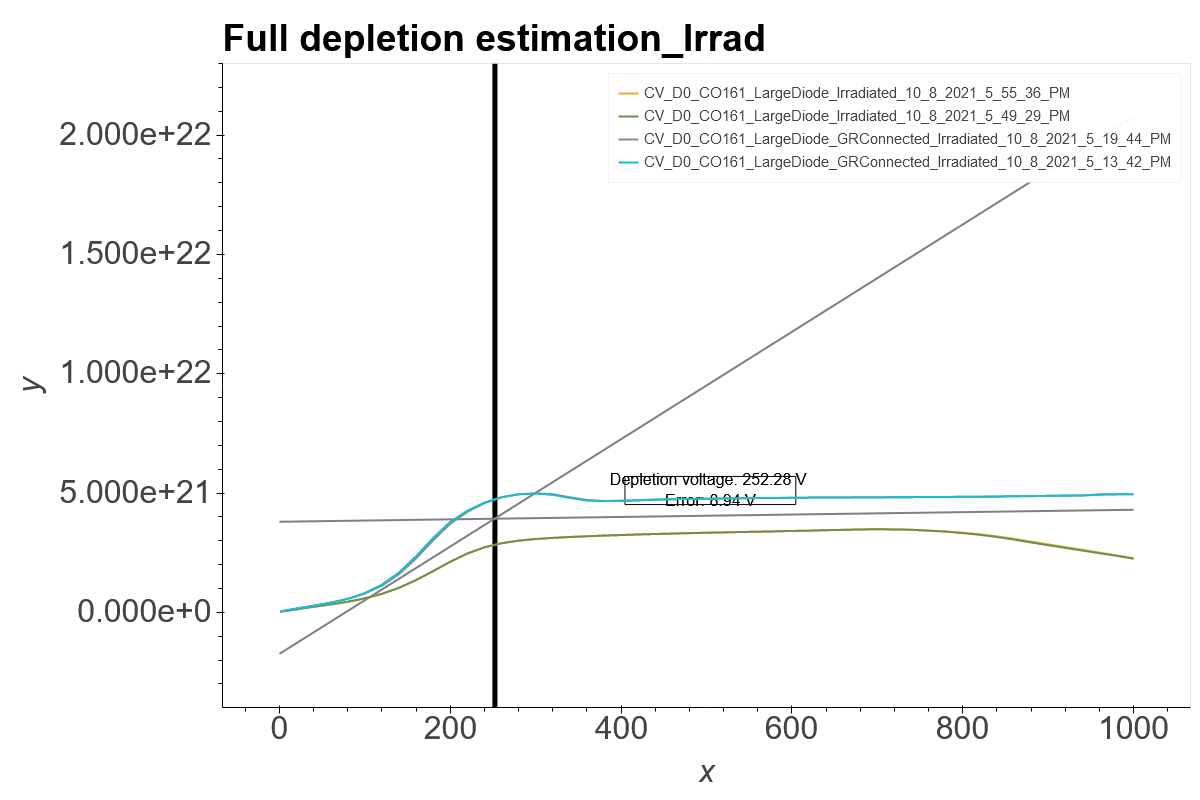 Full depletion estimation_Irrad
CV_D0_CO161_LargeDiode_Irradiated_10_8_2021_5_55_36_PM
CV_D0_CO161_LargeDiode_Irradiated_10_8_2021_5_49_29_PM
CV_D0_CO161_LargeDiode_GRConnected_Irradiated_10_8_2021_5_19_44_PM
CV_D0_CO161_LargeDiode_GRConnected_Irradiated_10_8_2021_5_13_42_PM
2.000e+22
1.500e+22
1.000e+22
5.000e+21
0.000e+0
y
Depletion voltage: 252.28 V
Error: 8.94 V
0 200 400 600 800 1000
x